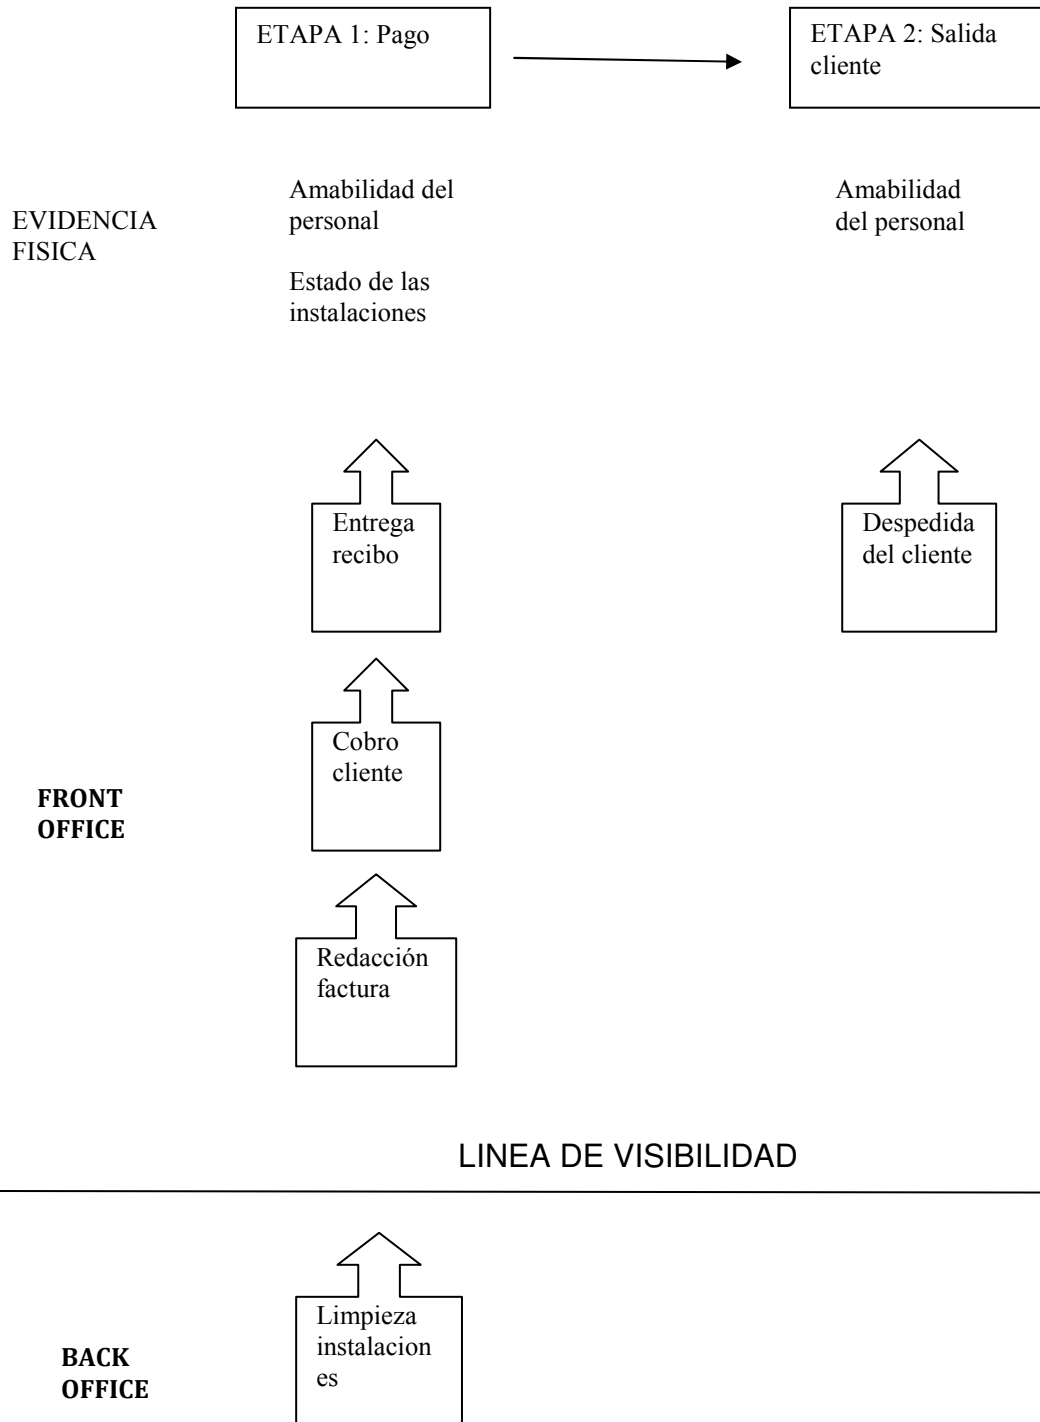 ETAPA 1: Pago
ETAPA 2: Salida
cliente
EVIDENCIA
FISICA
Amabilidad del
personal
Estado de las
instalaciones
Amabilidad
del personal
Entrega
recibo
Despedida
del cliente
Cobro
cliente
FRONT
OFFICE
Redacción
factura
LINEA DE VISIBILIDAD
Limpieza
instalacion
es
BACK
OFFICE